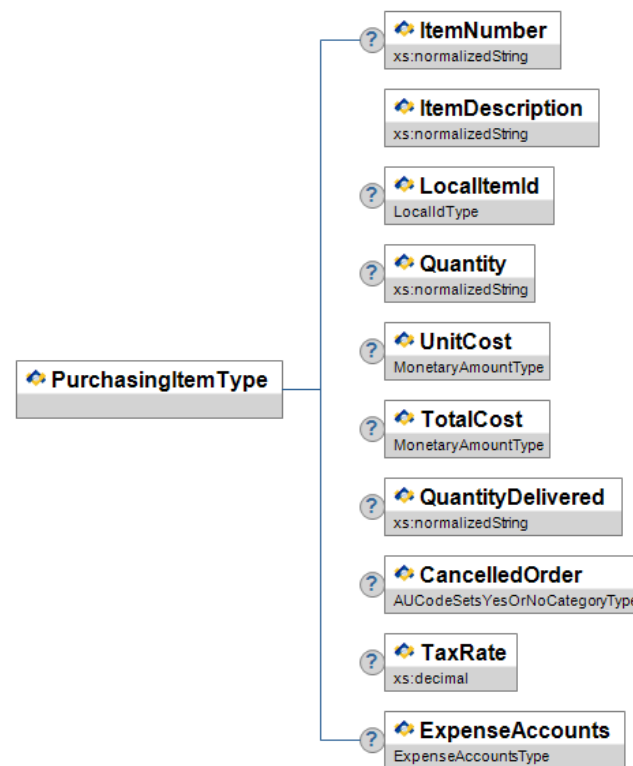 ?
ItemNumber
xs:normalizedString
ItemDescription
xs:normalizedString
?
LocalItemId
LocalIdType
?
Quantity
xs:normalizedString
?
UnitCost
MonetaryAmountType
PurchasingItemType
?
TotalCost
MonetaryAmountType
?
QuantityDelivered
xs:normalizedString
?
CancelledOrder
AUCodeSetsYesOrNoCategoryType
?
TaxRate
xs:decimal
?
ExpenseAccounts
ExpenseAccountsType